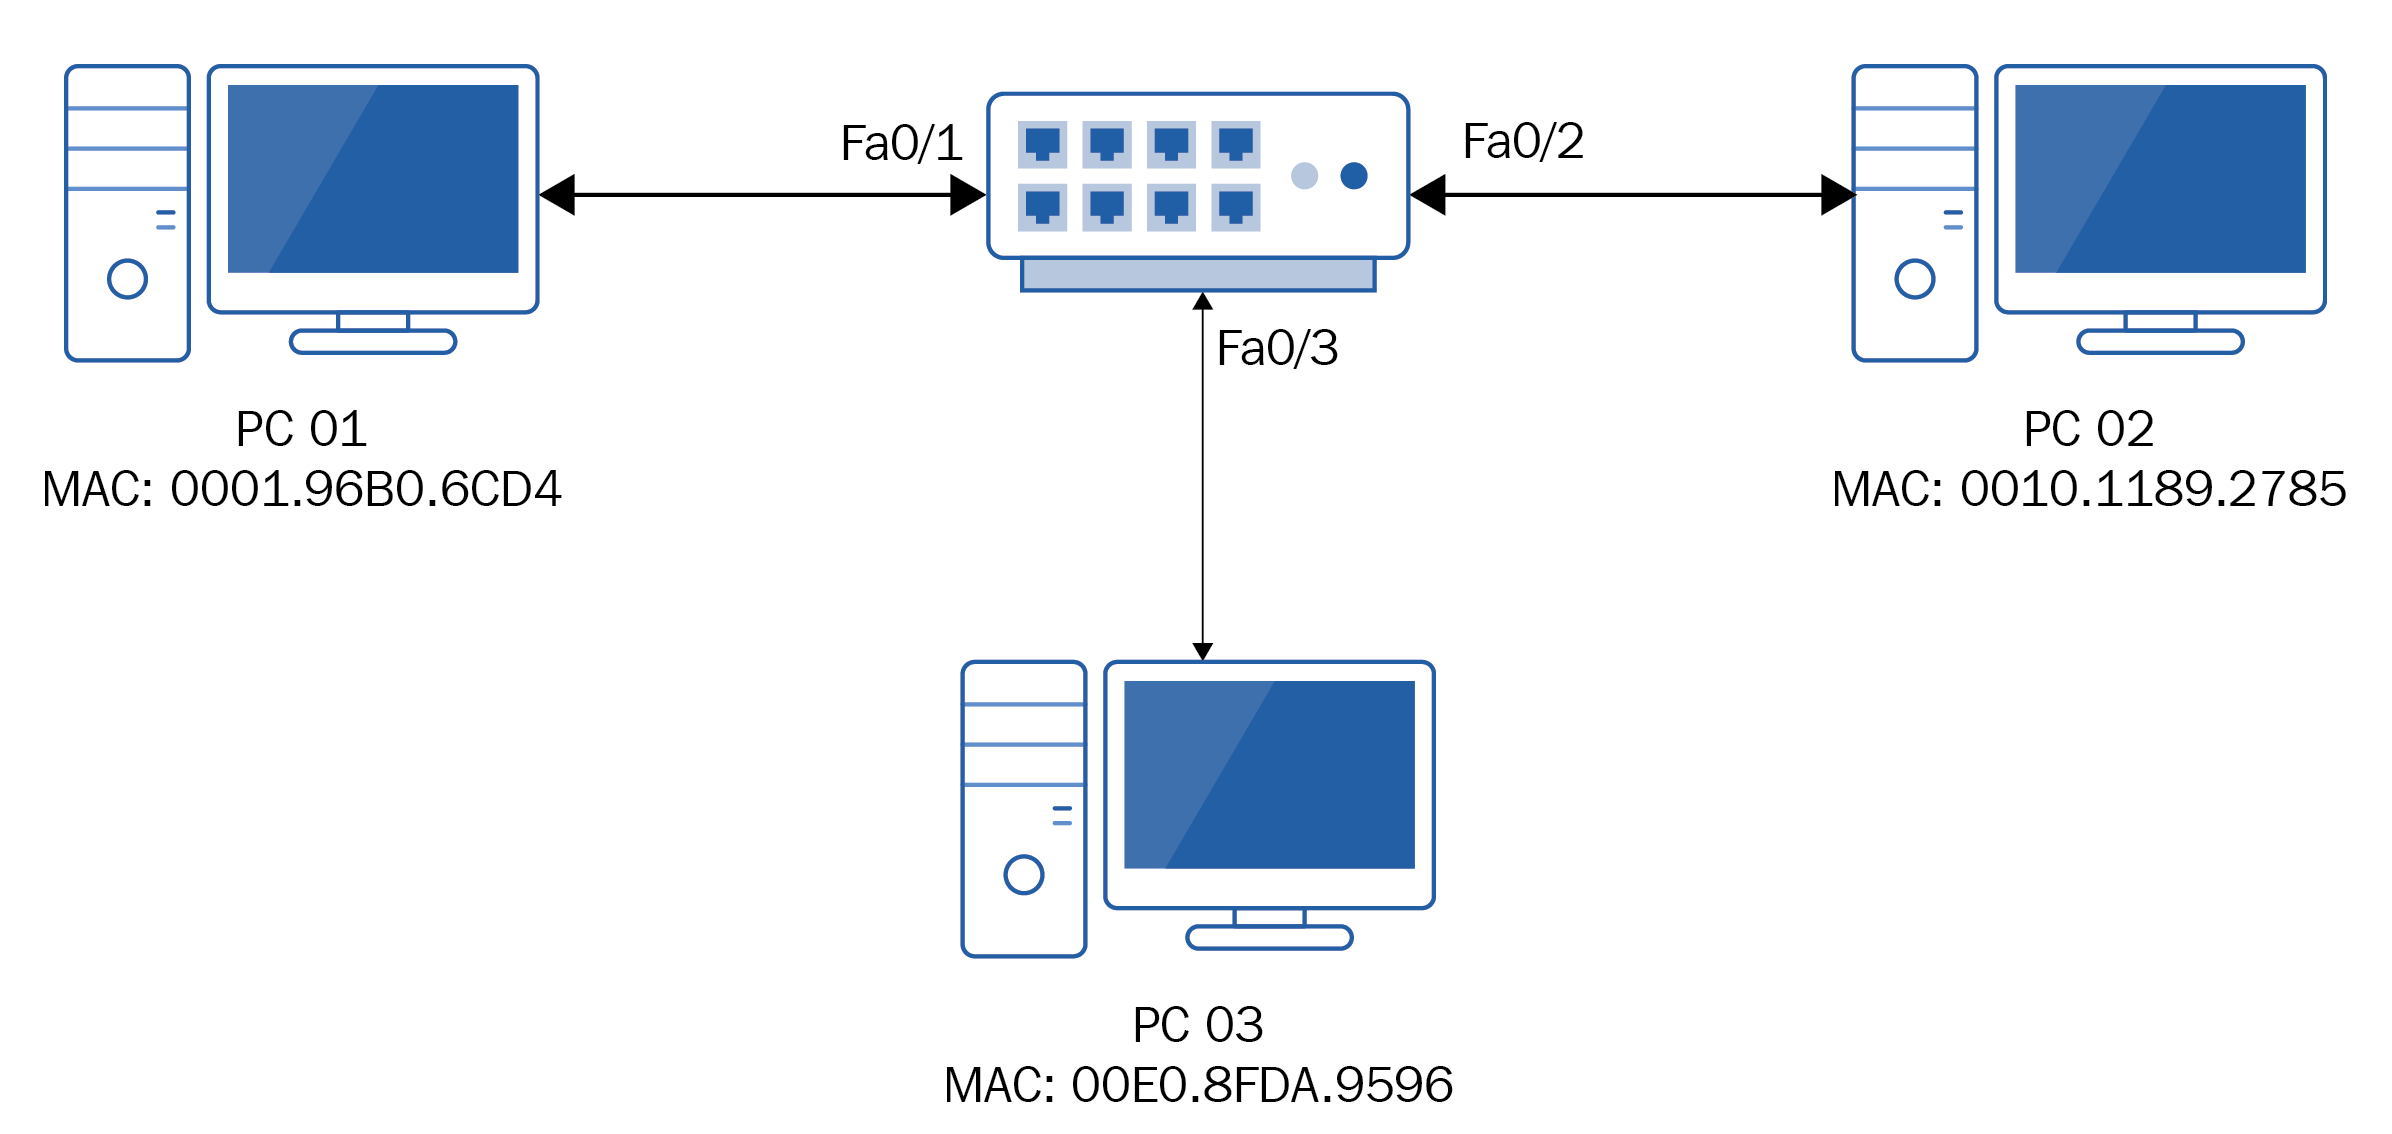 Fa0/1
Fa0/2
Fa0/3
PC 01
MAC: 0001.96B0.6CD4
PC 02
MAC: 0010.1189.2785
PC 03
MAC: 00E0.8FDA.9596